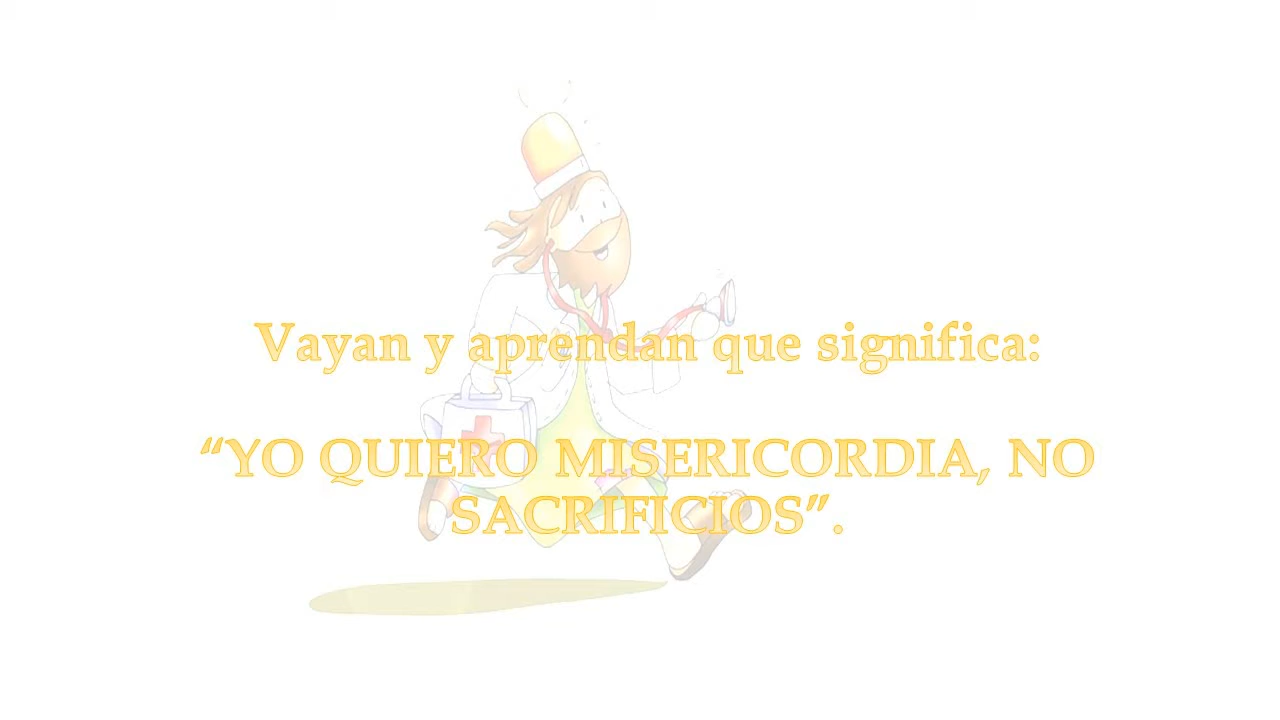 Vayan y aprendan que significa:
“YO QUIERO MISERICORDIA, NO
SACRIFICIOS”.